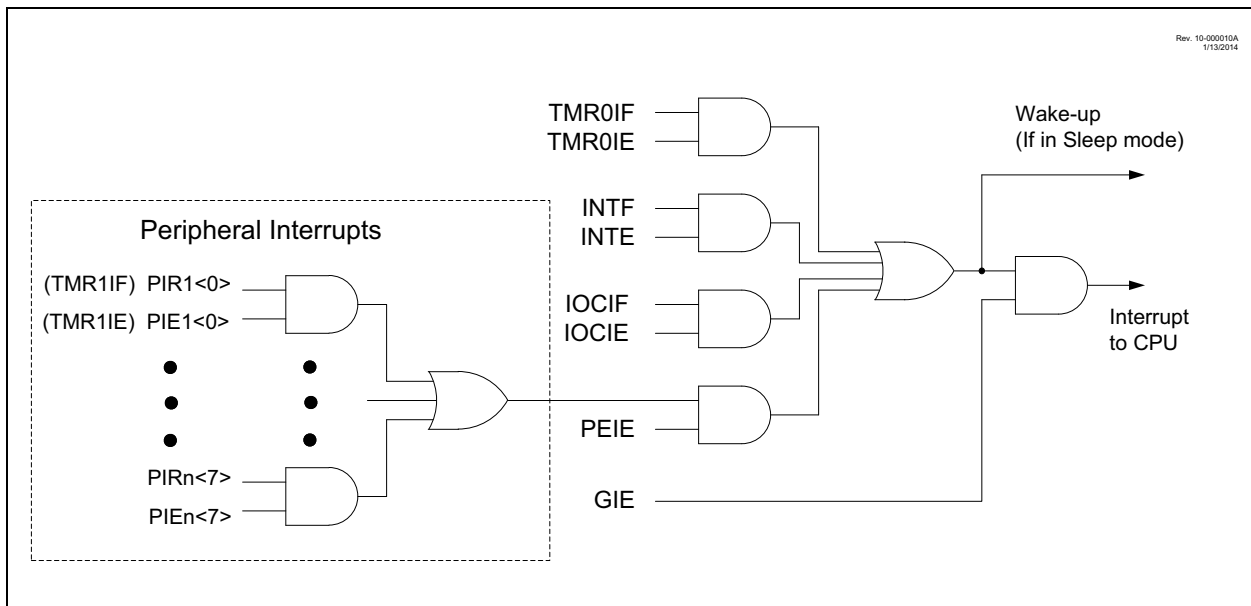 Rev. 10-000010A
1/13/2014
TMR0IF
TMR0IE
Wake-up
(If in Sleep mode)
INTF
INTE
Peripheral Interrupts
(TMR1IF) PIR1<0>
(TMR1IE) PIE1<0>
IOCIF
IOCIE
Interrupt
to CPU
PEIE
PIRn<7>
PIEn<7>
GIE